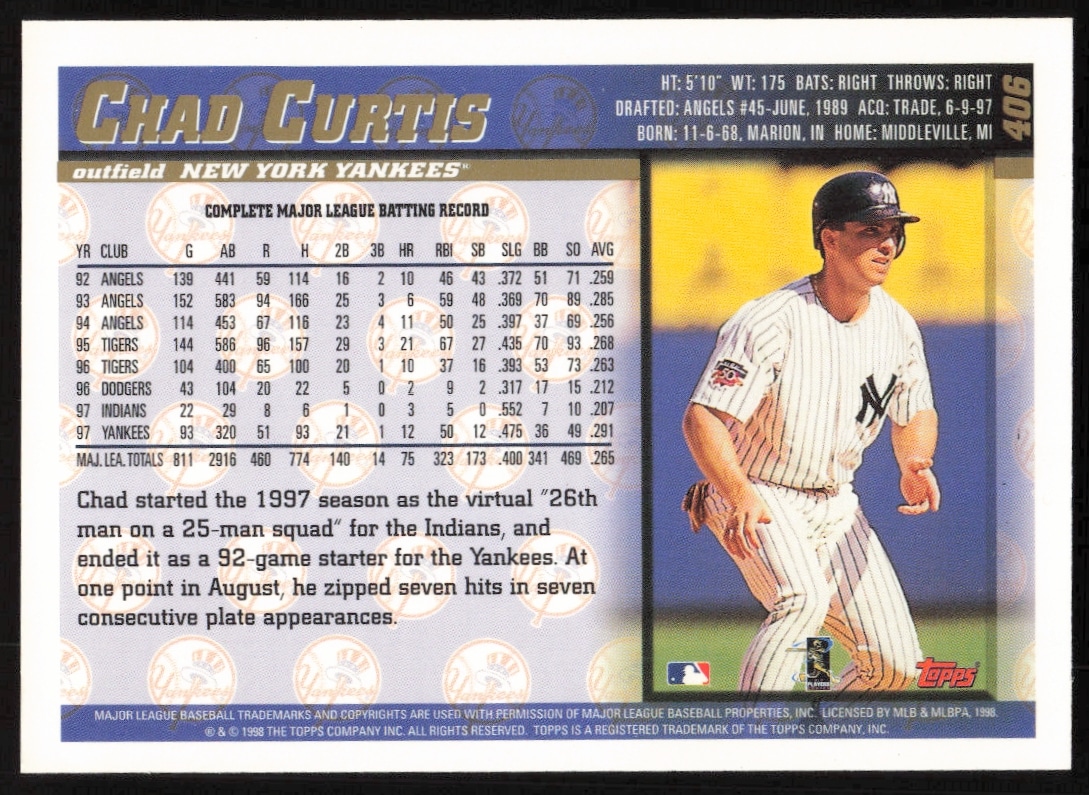 CHAD CURTIS
HT: 5'10" WT: 175 BATS: RIGHT THROWS: RIGHT
DRAFTED: ANGELS #45-JUNE, 1989 ACQ: TRADE, 6-9-97
BORN: 11-6-68, MARION, IN HOME: MIDDLEVILLE, MI
406
outfield NEW YORK YANKEES
COMPLETE MAJOR LEAGUE BATTING RECORD
YR CLUB G AB R H 2B 3B HR RBI SB SLG BB SO AVG
92 ANGELS 139 441 59 114 16 2 10 46 43 .372 51 71 .259
93 ANGELS 152 583 94 166 25 3 6 59 48 .369 70 89 .285
94 ANGELS 114 453 67 116 23 4 11 50 25 .397 37 69 .256
95 TIGERS 144 586 96 157 29 3 21 67 27 .435 70 93 .268
96 TIGERS 104 400 65 100 20 1 10 37 16 .393 53 73 .263
96 DODGERS 43 104 20 22 5 0 2 9 2 .317 17 15 .212
97 INDIANS 22 29 8 6 1 0 3 5 0 .552 7 10 .207
97 YANKEES 93 320 51 93 21 1 12 50 12 .475 36 49 .291
MAJ. LEA. TOTALS 811 2916 460 774 140 14 75 323 173 .400 341 469 .265
Chad started the 1997 season as the virtual "26th
man on a 25-man squad" for the Indians, and
ended it as a 92-game starter for the Yankees. At
one point in August, he zipped seven hits in seven
consecutive plate appearances.
NY
50
PLAYERS
Topps
Yankees
MAJOR LEAGUE BASEBALL TRADEMARKS AND COPYRIGHTS ARE USED WITH PERMISSION OF MAJOR LEAGUE BASEBALL PROPERTIES, INC. LICENSED BY MLB & MLBPA, 1998.
® & © 1998 THE TOPPS COMPANY INC. ALL RIGHTS RESERVED. TOPPS IS A REGISTERED TRADEMARK OF THE TOPPS COMPANY, INC.